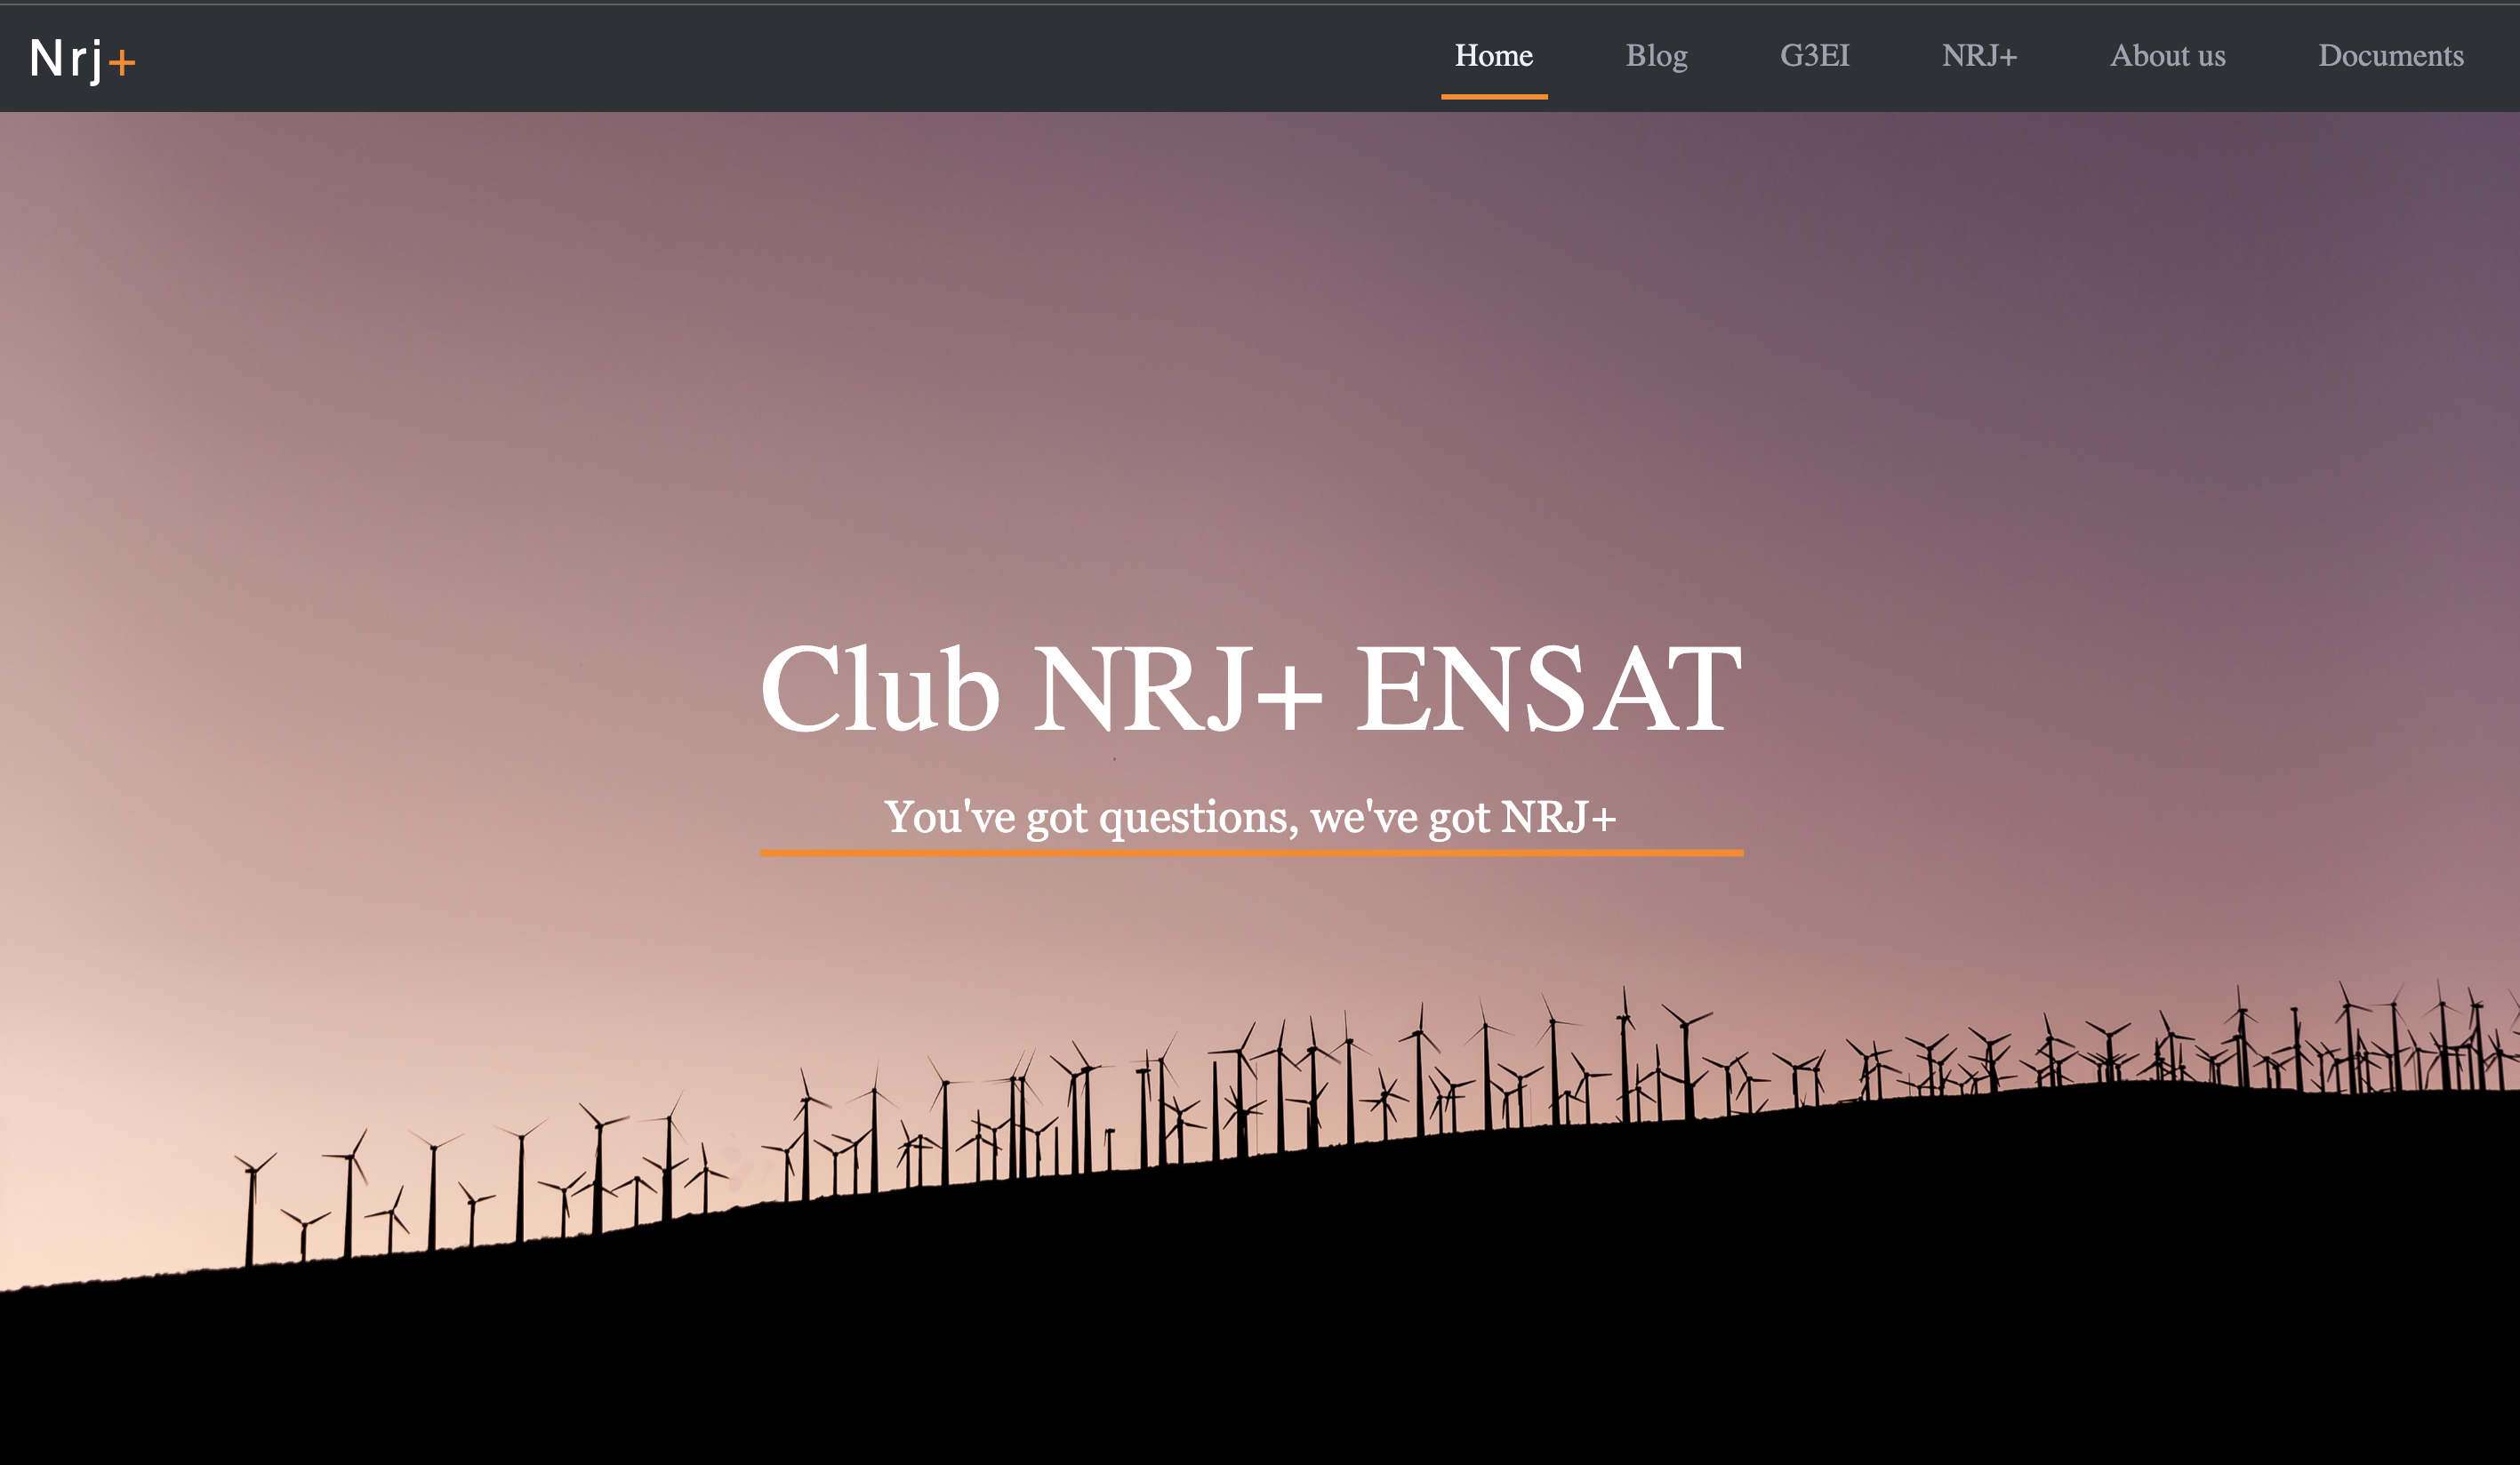 Nrj+
Home Blog G3EI NRJ+ About us Documents
Club NRJ+ ENSAT
You've got questions, we've got NRJ+